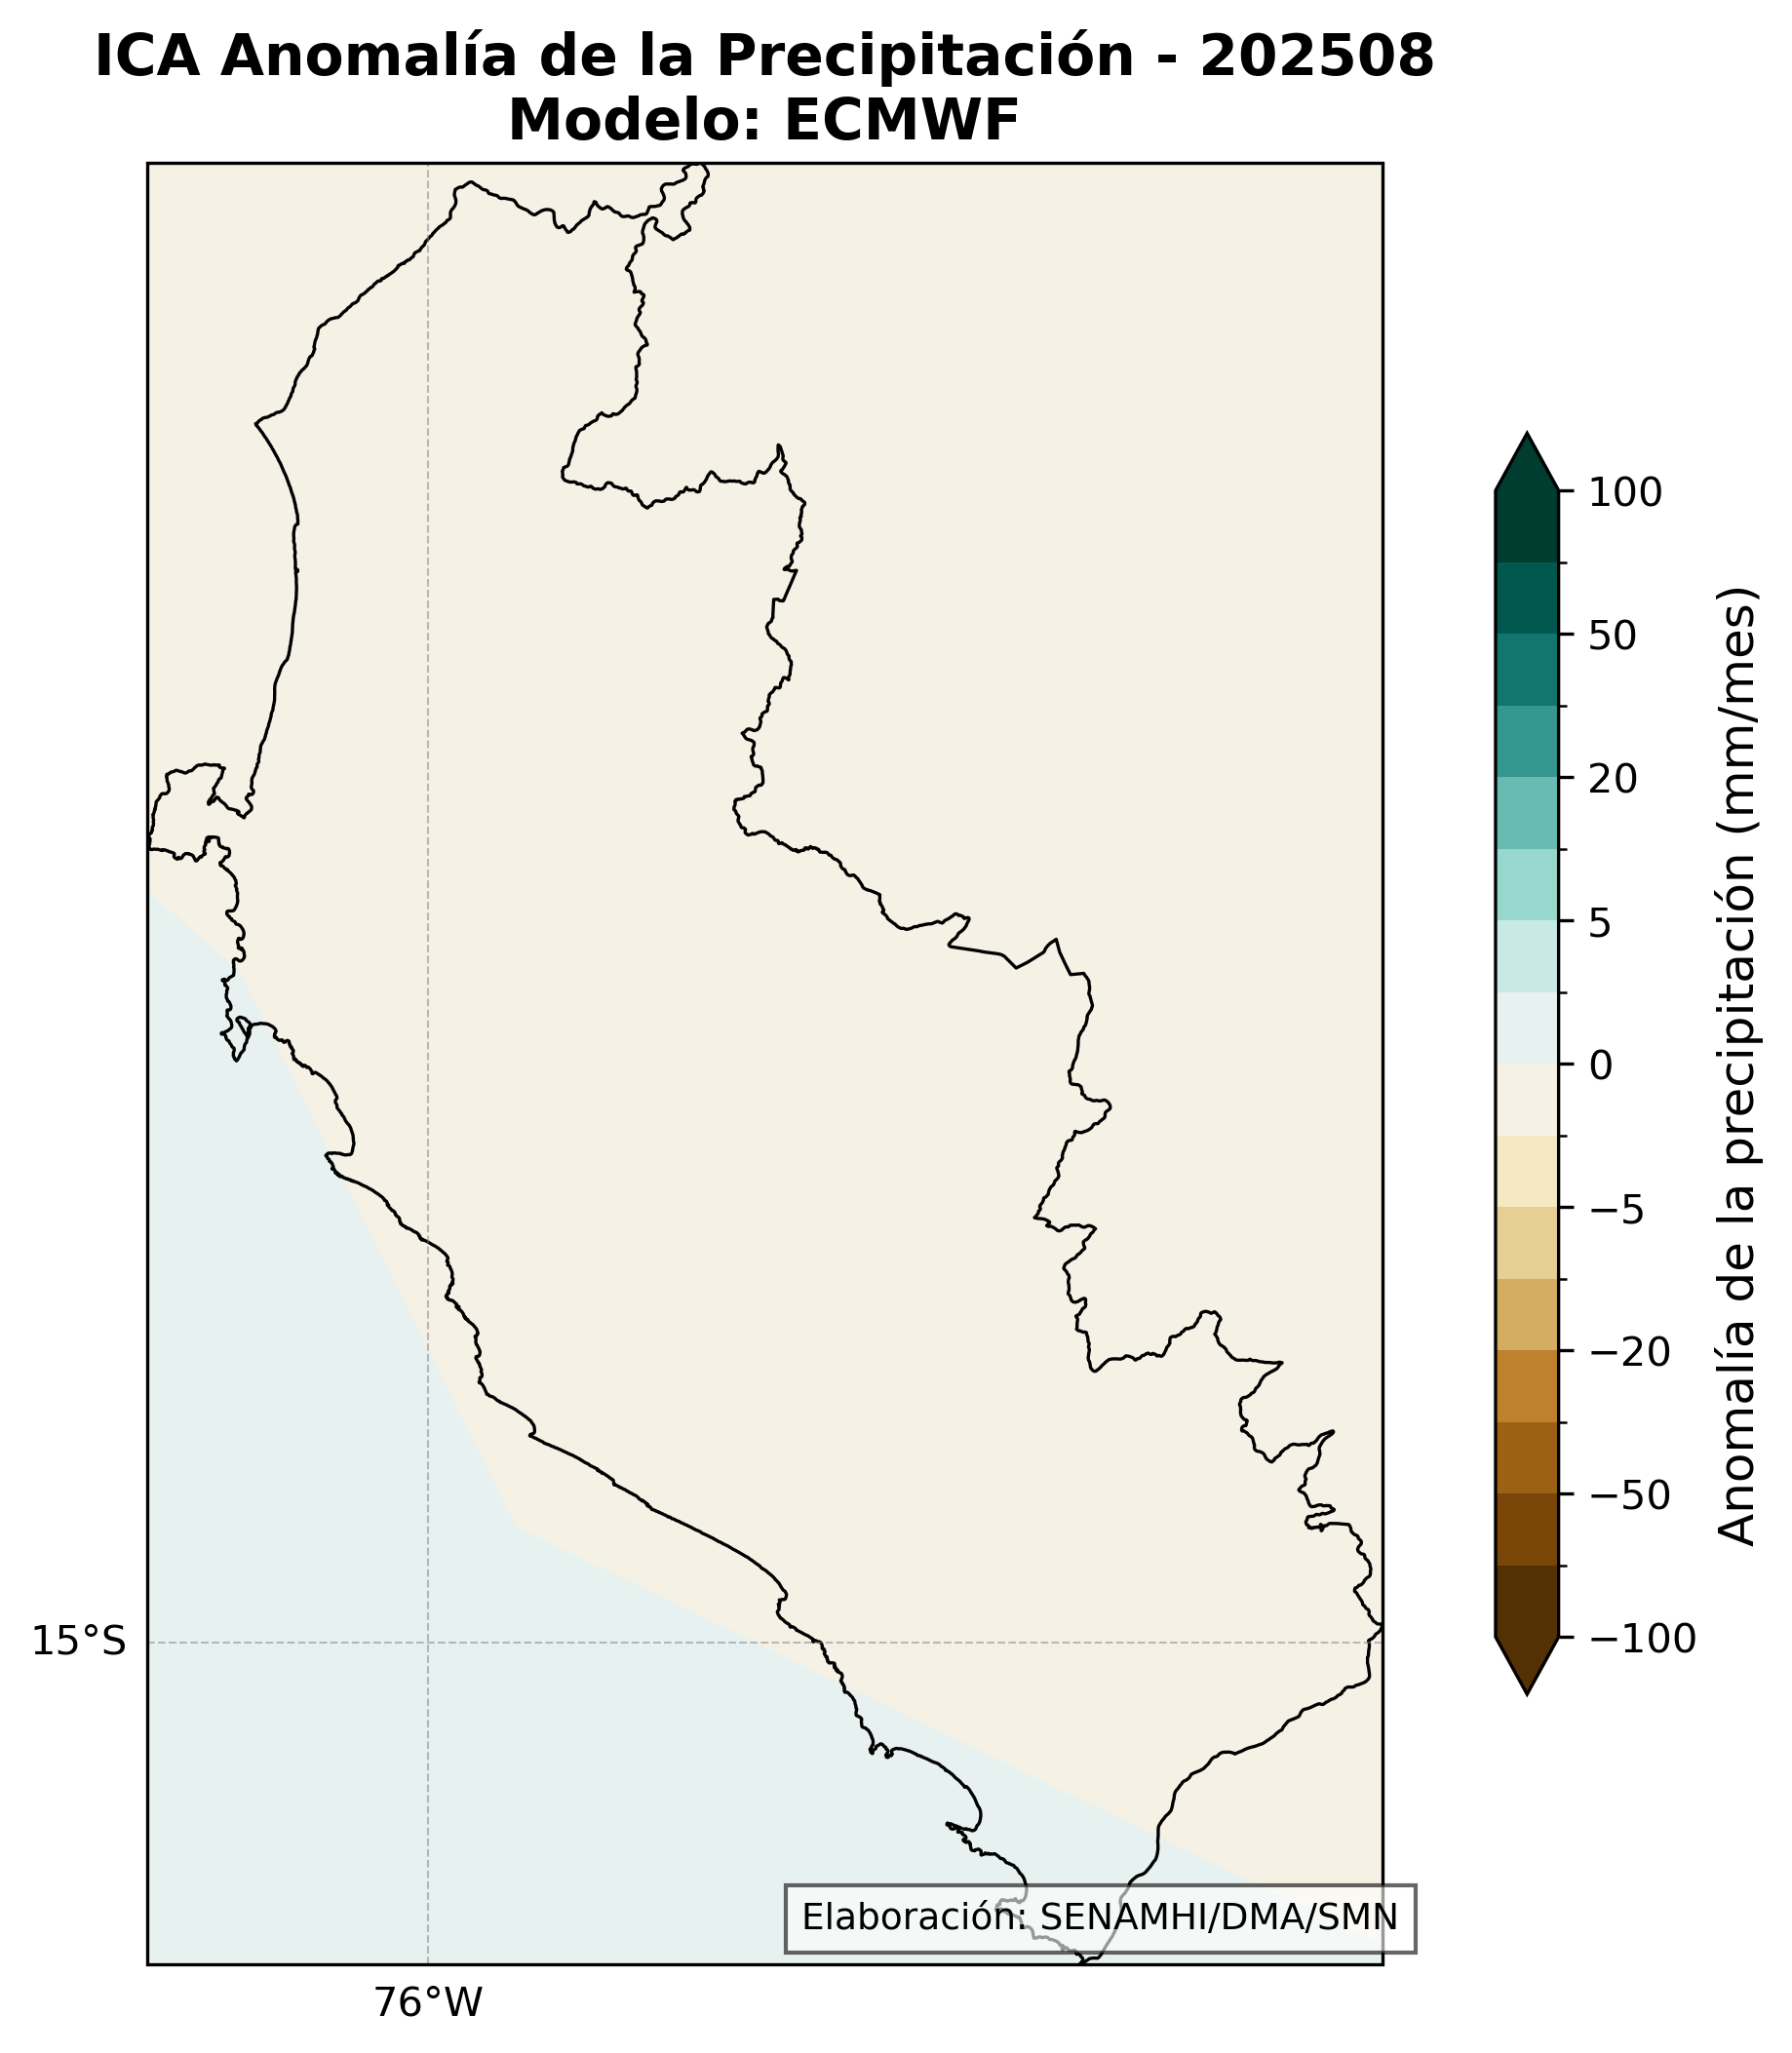 ICA Anomalía de la Precipitación - 202508
Modelo: ECMWF
100
50
20
5
0
−5
−20
−50
−100
Anomalía de la precipitación (mm/mes)
15°S
76°W
Elaboración: SENAMHI/DMA/SMN